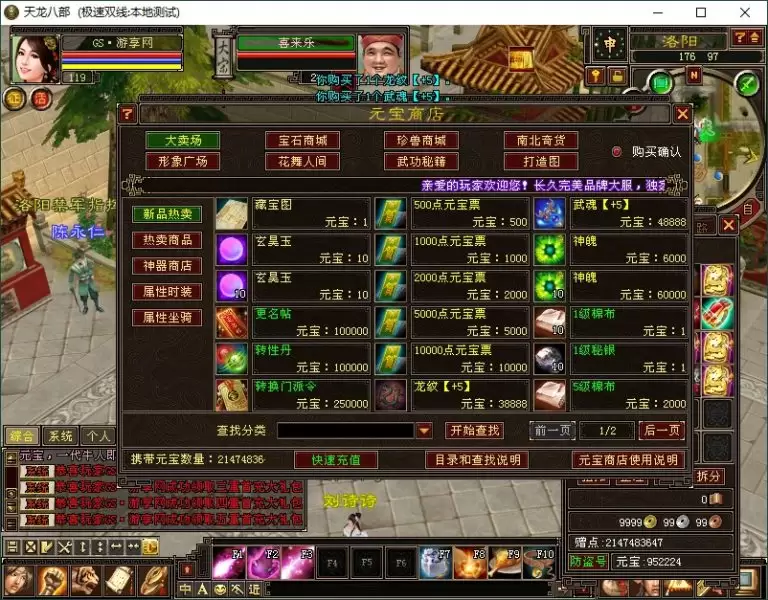 天龙八部 (极速双线:本地测试)
GS·游享网
119
大宋
喜来乐
洛阳
176 97
你购买了1个龙纹【+5】。
你购买了1个武魂【+5】。
元宝商店
大卖场 宝石商城 珍兽商城 南北奇货
形象广场 花舞人间 武功秘籍 打造图
购买确认
亲爱的玩家欢迎您! 长久完美品牌大服,独
新品热卖
热卖商品
神器商店
属性时装
属性坐骑
藏宝图 元宝:1
500点元宝票 元宝:500
武魂【+5】 元宝:48888
玄昊玉 元宝:10
1000点元宝票 元宝:1000
神魄 元宝:6000
10 玄昊玉 元宝:10
2000点元宝票 元宝:2000
10 神魄 元宝:60000
更名帖 元宝:100000
5000点元宝票 元宝:5000
10 1级棉布 元宝:1
转性丹 元宝:100000
10000点元宝票 元宝:10000
10 1级秘银 元宝:1
转换门派令 元宝:250000
龙纹【+5】 元宝:38888
5级棉布 元宝:2000
查找分类 开始查找 前一页 1/2 后一页
携带元宝数量:21474836 快速充值 目录和查找说明 元宝商店使用说明
陈永仁
刘诗诗
综合 系统 个人
拆分
0
9999 99 99
赠点:2147483647
防盗号 元宝:952224
F1 F2 F3 F4 F5 F6 F7 F8 F9 F10
中 A 近